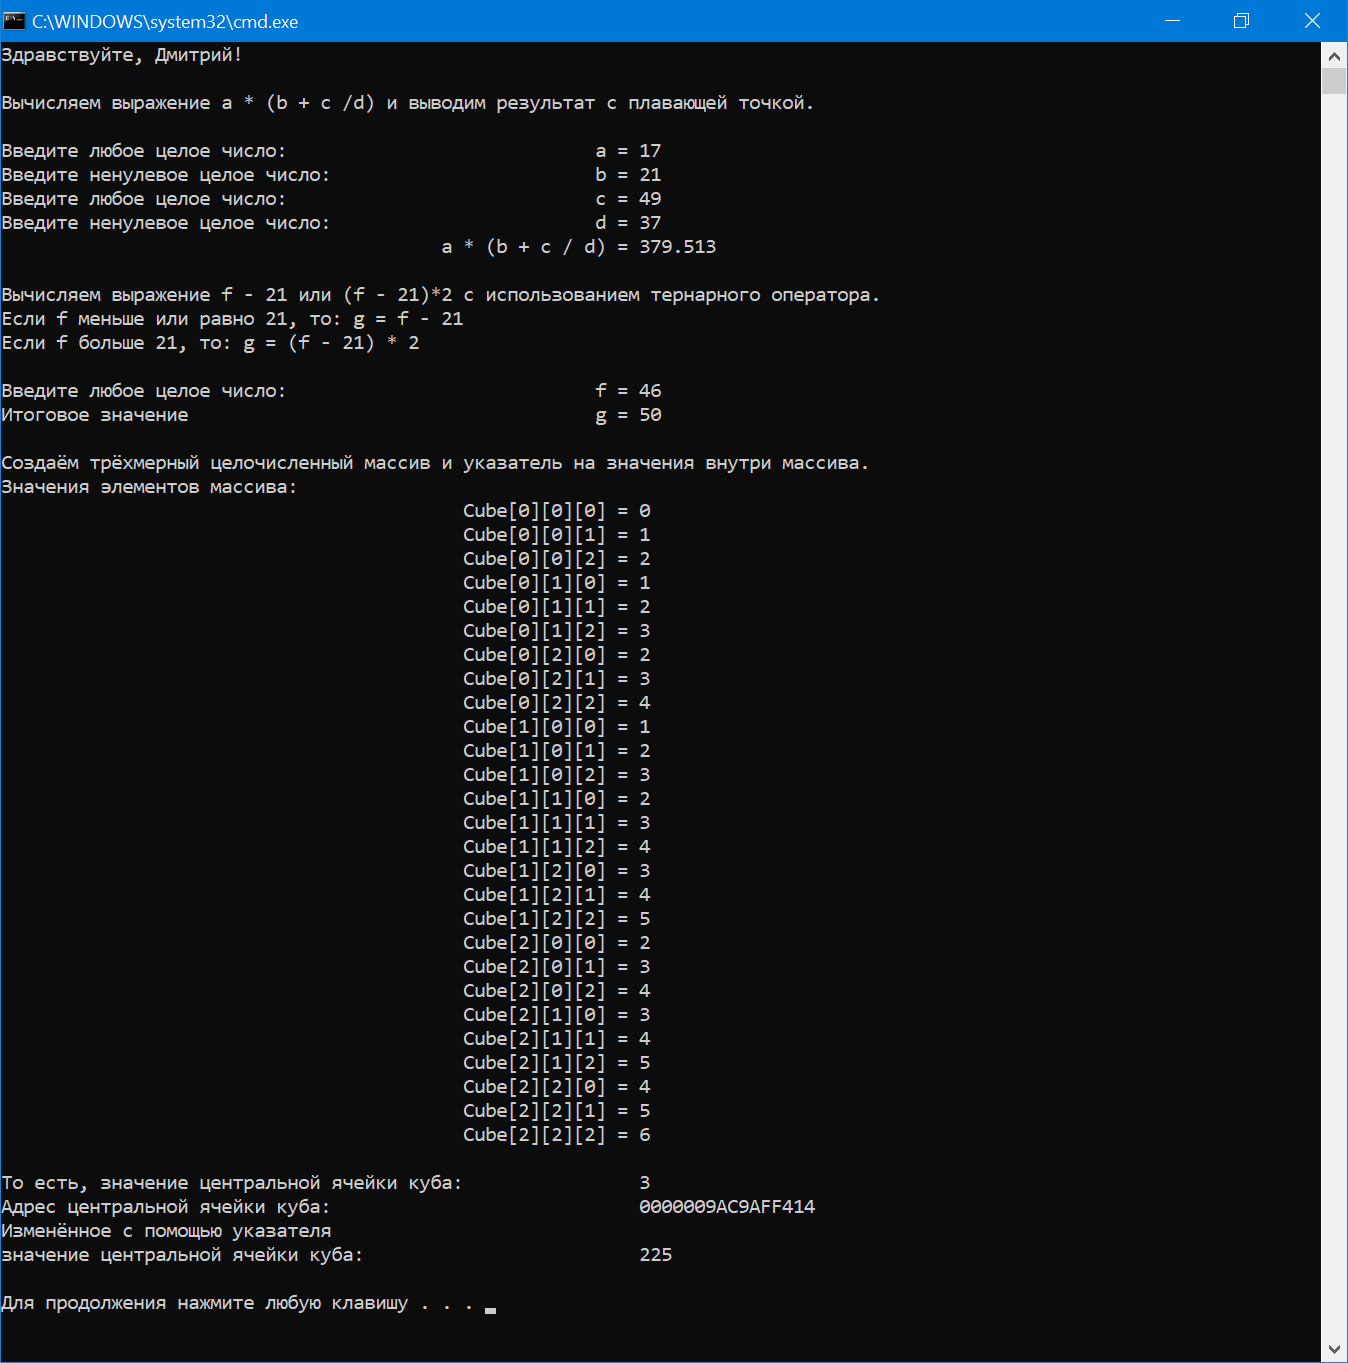 C:\WINDOWS\system32\cmd.exe
Здравствуйте, Дмитрий!
Вычисляем выражение a * (b + c /d) и выводим результат с плавающей точкой.
Введите любое целое число: a = 17
Введите ненулевое целое число: b = 21
Введите любое целое число: c = 49
Введите ненулевое целое число: d = 37
a * (b + c / d) = 379.513
Вычисляем выражение f - 21 или (f - 21)*2 с использованием тернарного оператора.
Если f меньше или равно 21, то: g = f - 21
Если f больше 21, то: g = (f - 21) * 2
Введите любое целое число: f = 46
Итоговое значение g = 50
Создаём трёхмерный целочисленный массив и указатель на значения внутри массива.
Значения элементов массива:
Cube[0][0][0] = 0
Cube[0][0][1] = 1
Cube[0][0][2] = 2
Cube[0][1][0] = 1
Cube[0][1][1] = 2
Cube[0][1][2] = 3
Cube[0][2][0] = 2
Cube[0][2][1] = 3
Cube[0][2][2] = 4
Cube[1][0][0] = 1
Cube[1][0][1] = 2
Cube[1][0][2] = 3
Cube[1][1][0] = 2
Cube[1][1][1] = 3
Cube[1][1][2] = 4
Cube[1][2][0] = 3
Cube[1][2][1] = 4
Cube[1][2][2] = 5
Cube[2][0][0] = 2
Cube[2][0][1] = 3
Cube[2][0][2] = 4
Cube[2][1][0] = 3
Cube[2][1][1] = 4
Cube[2][1][2] = 5
Cube[2][2][0] = 4
Cube[2][2][1] = 5
Cube[2][2][2] = 6
То есть, значение центральной ячейки куба: 3
Адрес центральной ячейки куба: 0000009AC9AFF414
Изменённое с помощью указателя
значение центральной ячейки куба: 225
Для продолжения нажмите любую клавишу . . .